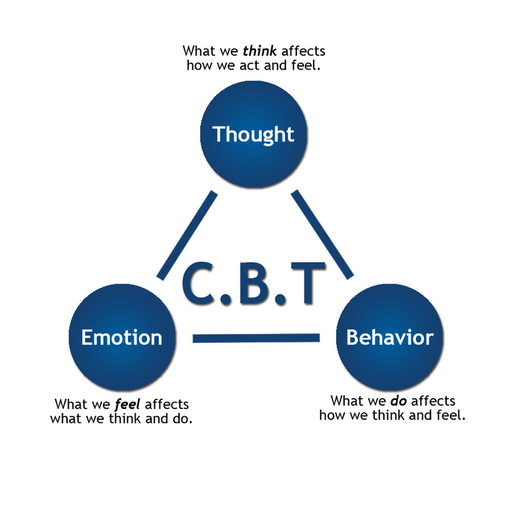 What we think affects
how we act and feel.
Thought
C.B.T
Emotion
Behavior
What we feel affects
what we think and do.
What we do affects
how we think and feel.